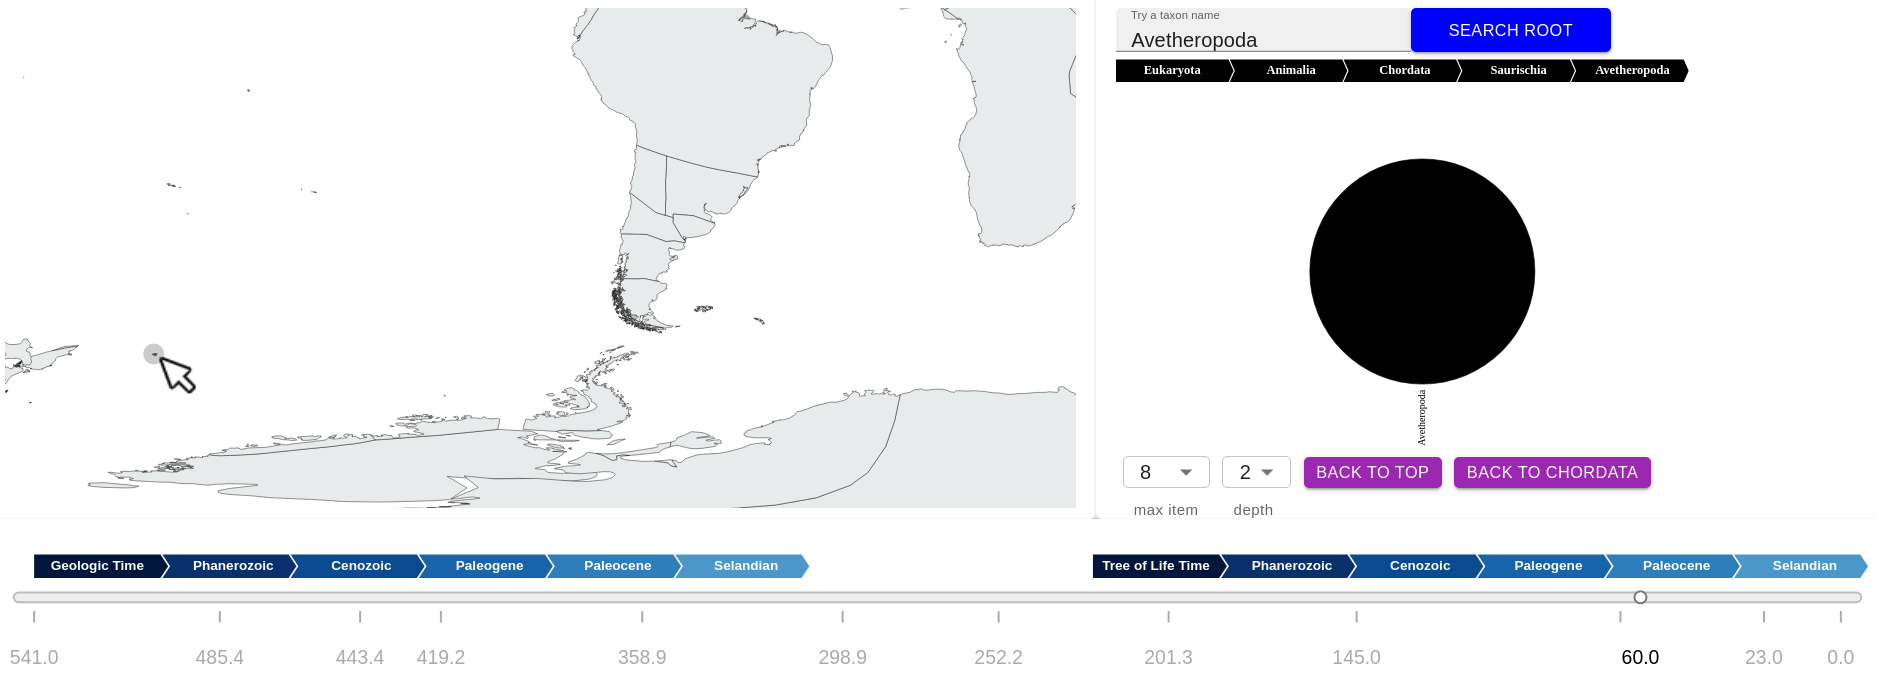 Try a taxon name
Avetheropoda
SEARCH ROOT
Eukaryota Animalia Chordata Saurischia Avetheropoda
Avetheropoda
8 2 BACK TO TOP BACK TO CHORDATA
max item depth
Geologic Time Phanerozoic Cenozoic Paleogene Paleocene Selandian
Tree of Life Time Phanerozoic Cenozoic Paleogene Paleocene Selandian
541.0 485.4 443.4 419.2 358.9 298.9 252.2 201.3 145.0 60.0 23.0 0.0